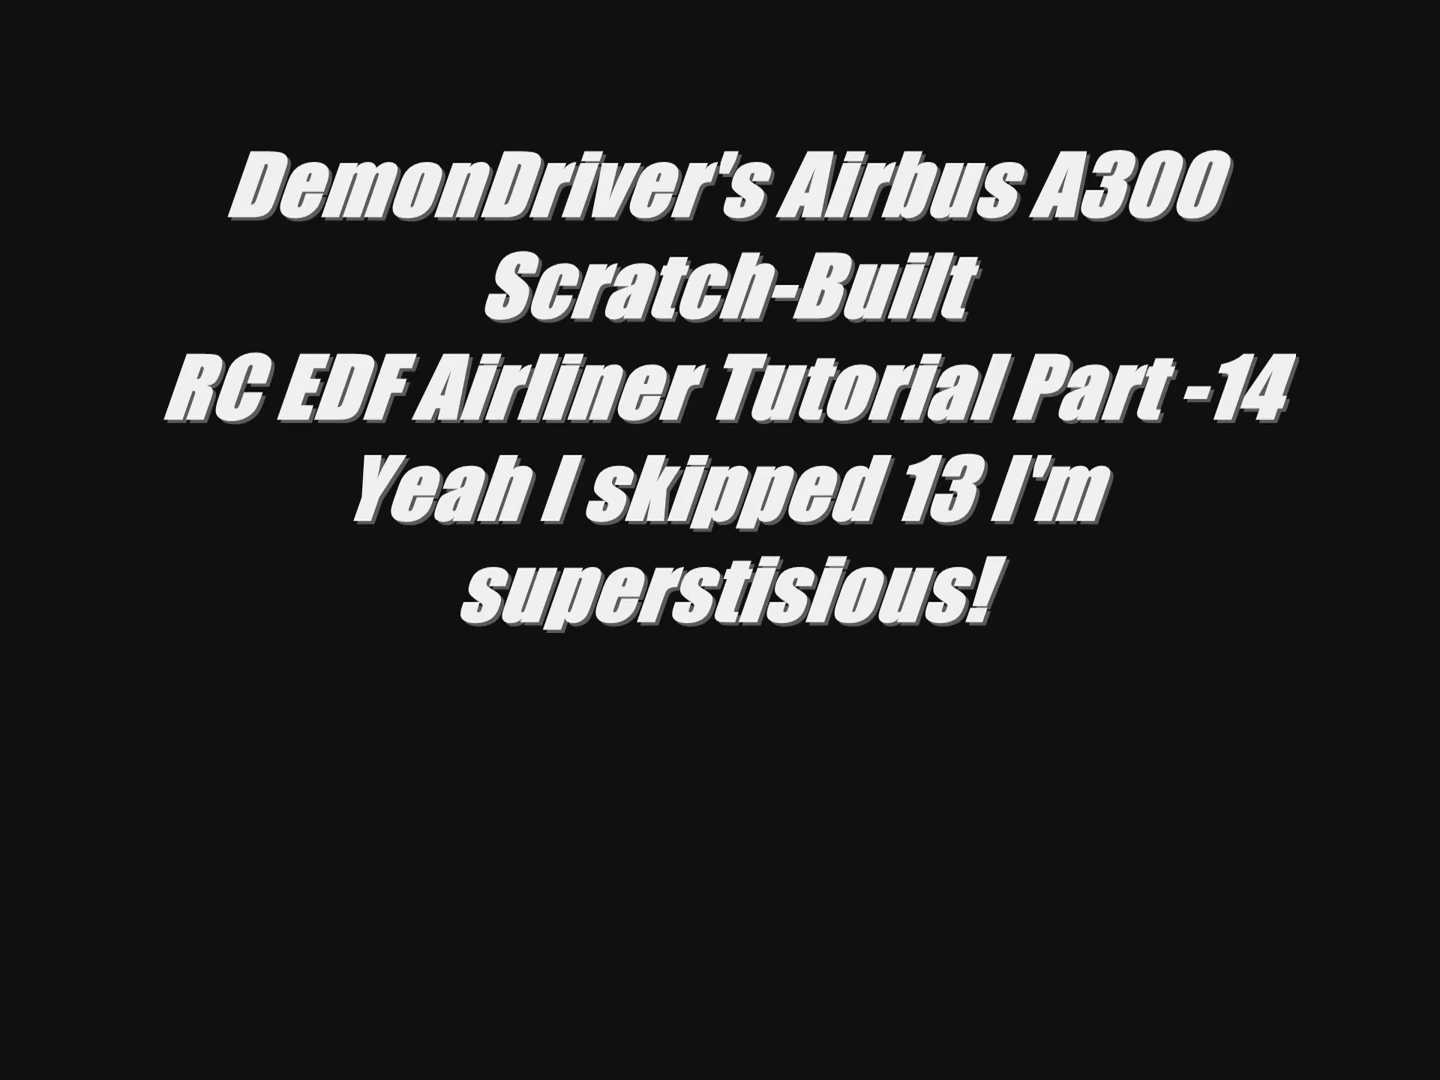 DemonDriver's Airbus A300
Scratch-Built
RC EDF Airliner Tutorial Part -14
Yeah I skipped 13 I'm
superstisious!